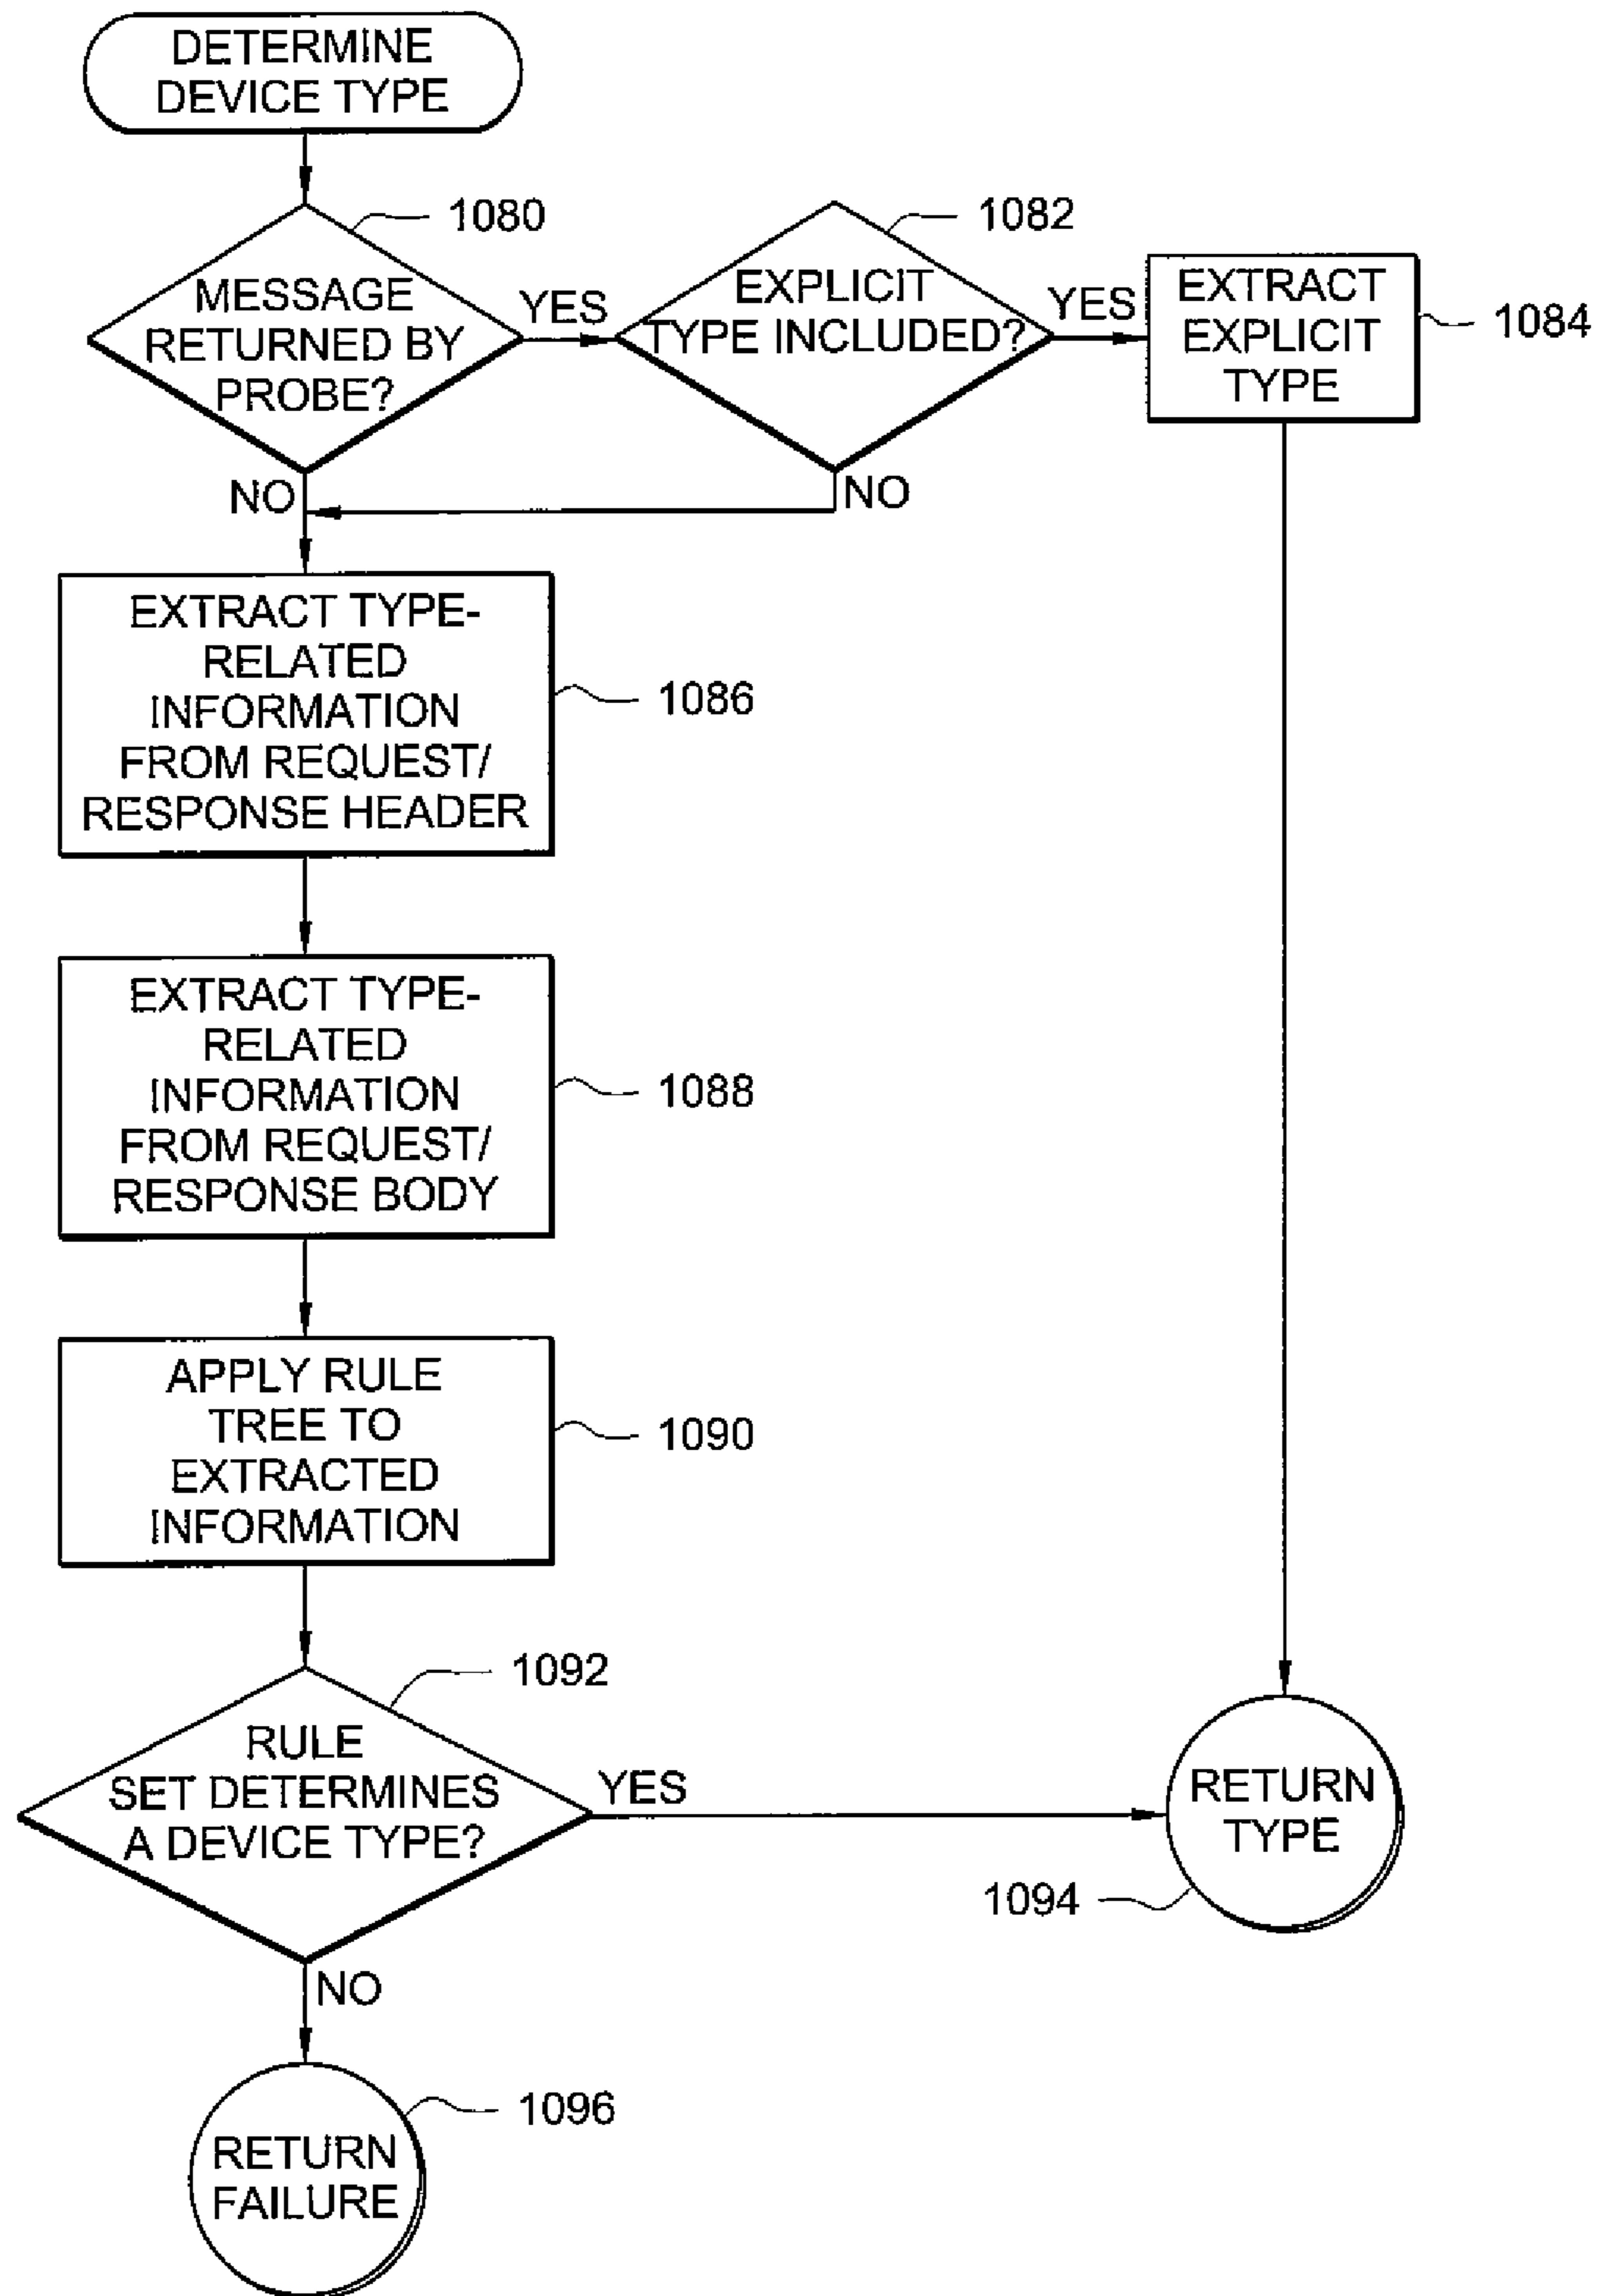 DETERMINE
DEVICE TYPE
1080
1082
MESSAGE
RETURNED BY
PROBE?
YES
EXPLICIT
TYPE INCLUDED?
YES
EXTRACT
EXPLICIT
TYPE
1084
NO
NO
EXTRACT TYPE-
RELATED
INFORMATION
FROM REQUEST/
RESPONSE HEADER
1086
EXTRACT TYPE-
RELATED
INFORMATION
FROM REQUEST/
RESPONSE BODY
1088
APPLY RULE
TREE TO
EXTRACTED
INFORMATION
1090
1092
RULE
SET DETERMINES
A DEVICE TYPE?
YES
RETURN
TYPE
1094
NO
1096
RETURN
FAILURE